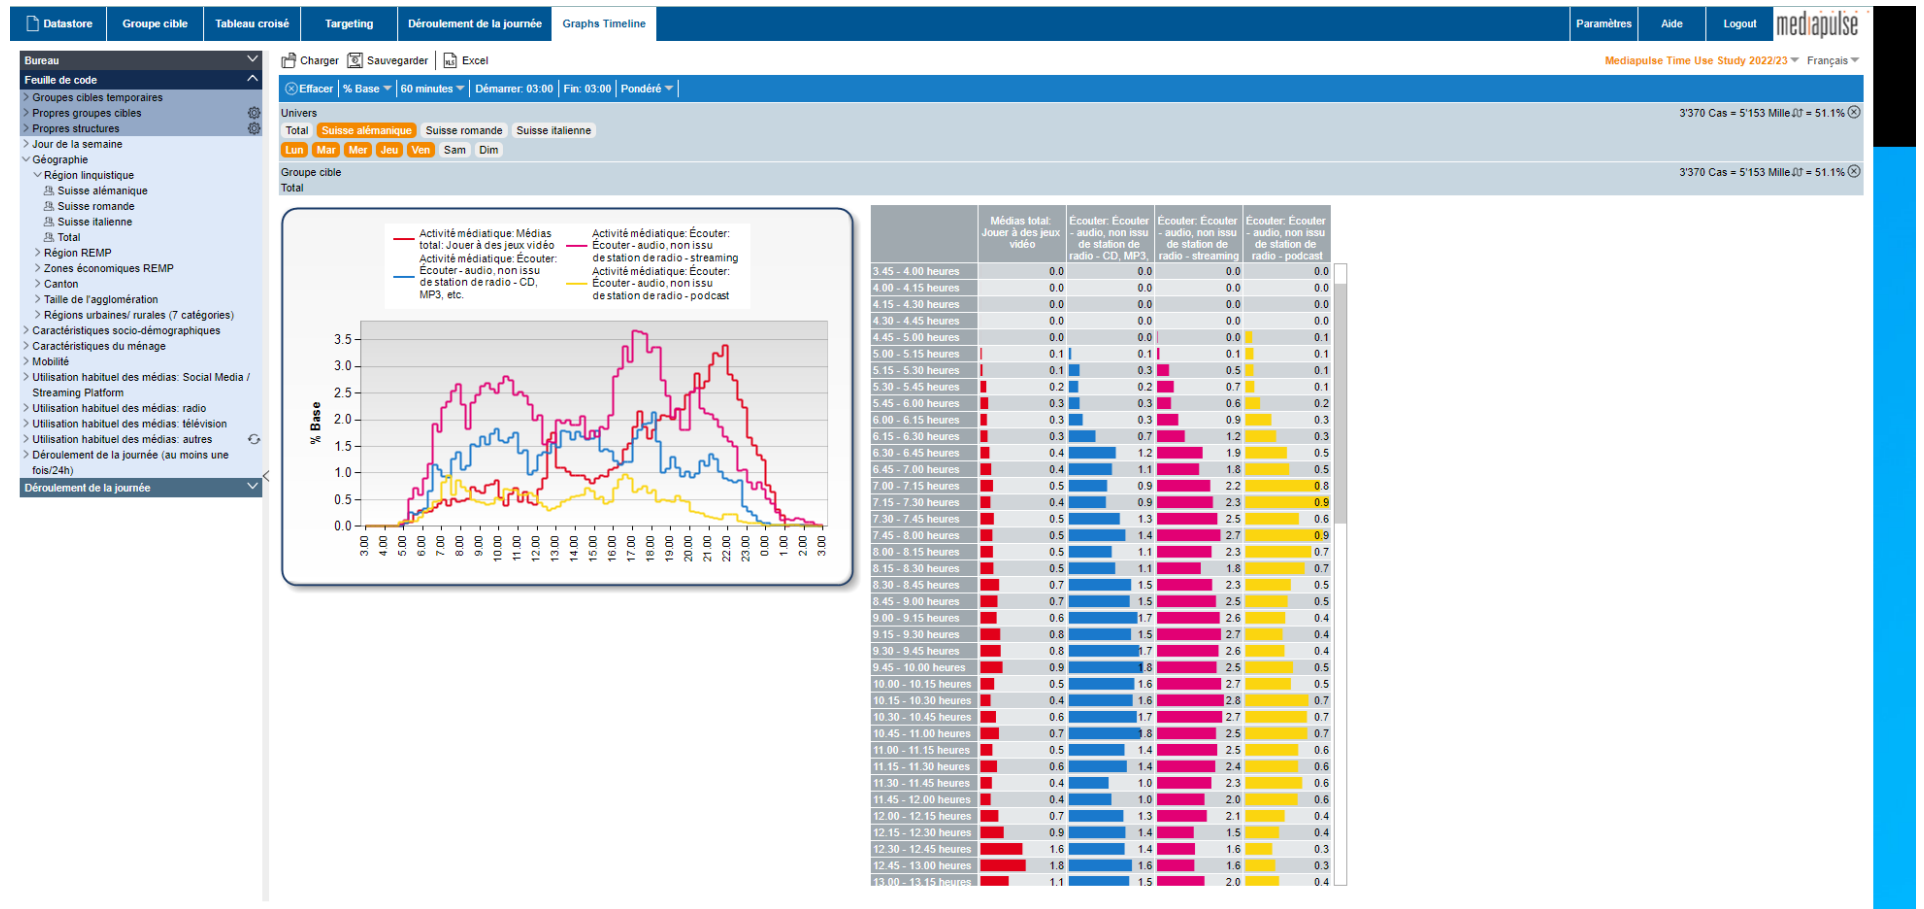 Datastore
Groupe cible
Tableau croisé
Targeting
Déroulement de la journée
Graphs Timeline
Paramètres
Aide
Logout
mediapulse
Bureau
Feuille de code
Groupes cibles temporaires
Propres groupes cibles
Propres structures
Jour de la semaine
Géographie
Région linquistique
Suisse alémanique
Suisse romande
Suisse italienne
Total
Région REMP
Zones économiques REMP
Canton
Taille de l'agglomération
Régions urbaines/ rurales (7 catégories)
Caractéristiques socio-démographiques
Caractéristiques du ménage
Mobilité
Utilisation habituel des médias: Social Media /
Streaming Platform
Utilisation habituel des médias: radio
Utilisation habituel des médias: télévision
Utilisation habituel des médias: autres
Déroulement de la journée (au moins une
fois/24h)
Déroulement de la journée
Charger
Sauvegarder
XLS Excel
Mediapulse Time Use Study 2022/23
Français
Effacer
% Base
60 minutes
Démarrer: 03:00
Fin: 03:00
Pondéré
Univers
3'370 Cas = 5'153 Mille = 51.1%
Total Suisse alémanique Suisse romande Suisse italienne
Lun Mar Mer Jeu Ven Sam Dim
Groupe cible
3'370 Cas = 5'153 Mille = 51.1%
Total
Activité médiatique: Médias
total: Jouer à des jeux vidéo
Activité médiatique: Écouter:
Écouter - audio, non issu
de station de radio - CD,
MP3, etc.
Activité médiatique: Écouter:
Écouter - audio, non issu
de station de radio - streaming
Activité médiatique: Écouter:
Écouter - audio, non issu
de station de radio - podcast
% Base
3.5
3.0
2.5
2.0
1.5
1.0
0.5
0.0
3.00 4.00 5.00 6.00 7.00 8.00 9.00 10.00 11.00 12.00 13.00 14.00 15.00 16.00 17.00 18.00 19.00 20.00 21.00 22.00 23.00 0.00 1.00 2.00 3.00
Médias total:
Jouer à des jeux
vidéo
Écouter: Écouter
- audio, non issu
de station de
radio - CD, MP3,
Écouter: Écouter
- audio, non issu
de station de
radio - streaming
Écouter: Écouter
- audio, non issu
de station de
radio - podcast
3.45 - 4.00 heures 0.0 0.0 0.0 0.0
4.00 - 4.15 heures 0.0 0.0 0.0 0.0
4.15 - 4.30 heures 0.0 0.0 0.0 0.0
4.30 - 4.45 heures 0.0 0.0 0.0 0.0
4.45 - 5.00 heures 0.0 0.0 0.0 0.1
5.00 - 5.15 heures 0.1 0.1 0.1 0.1
5.15 - 5.30 heures 0.1 0.3 0.5 0.1
5.30 - 5.45 heures 0.2 0.2 0.7 0.1
5.45 - 6.00 heures 0.3 0.3 0.6 0.2
6.00 - 6.15 heures 0.3 0.3 0.9 0.3
6.15 - 6.30 heures 0.3 0.7 1.2 0.3
6.30 - 6.45 heures 0.4 1.2 1.9 0.5
6.45 - 7.00 heures 0.4 1.1 1.8 0.5
7.00 - 7.15 heures 0.5 0.9 2.2 0.8
7.15 - 7.30 heures 0.4 0.9 2.3 0.9
7.30 - 7.45 heures 0.5 1.3 2.5 0.6
7.45 - 8.00 heures 0.5 1.4 2.7 0.9
8.00 - 8.15 heures 0.5 1.1 2.3 0.7
8.15 - 8.30 heures 0.5 1.1 1.8 0.7
8.30 - 8.45 heures 0.7 1.5 2.3 0.5
8.45 - 9.00 heures 0.7 1.5 2.5 0.5
9.00 - 9.15 heures 0.6 1.7 2.6 0.4
9.15 - 9.30 heures 0.8 1.5 2.7 0.4
9.30 - 9.45 heures 0.8 1.7 2.6 0.4
9.45 - 10.00 heures 0.9 1.8 2.5 0.5
10.00 - 10.15 heures 0.5 1.6 2.7 0.5
10.15 - 10.30 heures 0.4 1.6 2.8 0.7
10.30 - 10.45 heures 0.6 1.7 2.7 0.7
10.45 - 11.00 heures 0.7 1.8 2.5 0.7
11.00 - 11.15 heures 0.5 1.4 2.5 0.6
11.15 - 11.30 heures 0.6 1.4 2.4 0.6
11.30 - 11.45 heures 0.4 1.0 2.3 0.6
11.45 - 12.00 heures 0.4 1.0 2.0 0.6
12.00 - 12.15 heures 0.7 1.3 2.1 0.4
12.15 - 12.30 heures 0.9 1.4 1.5 0.4
12.30 - 12.45 heures 1.6 1.4 1.6 0.3
12.45 - 13.00 heures 1.8 1.6 1.6 0.3
13.00 - 13.15 heures 1.1 1.5 2.0 0.4